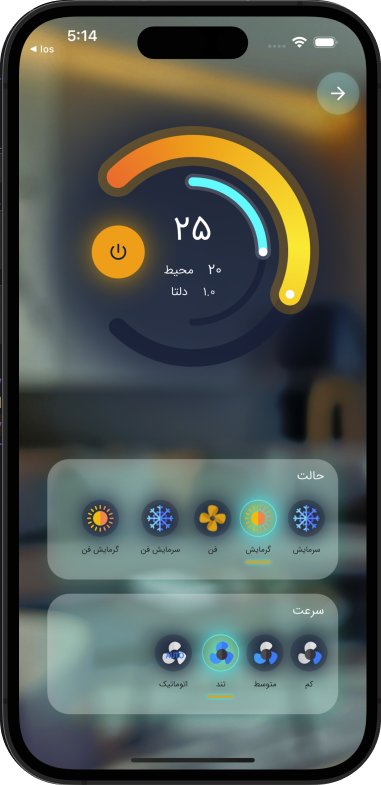 5:14
◀ Ios
۲۵
۲۰ محیط
۱.۰ دلتا
حالت
سرمایش گرمایش فن سرمایش فن گرمایش فن
سرعت
کم متوسط تند اتوماتیک